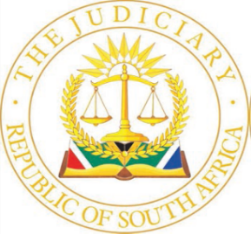 · THE JUDICIARY ·
REPUBLIC OF SOUTH AFRICA